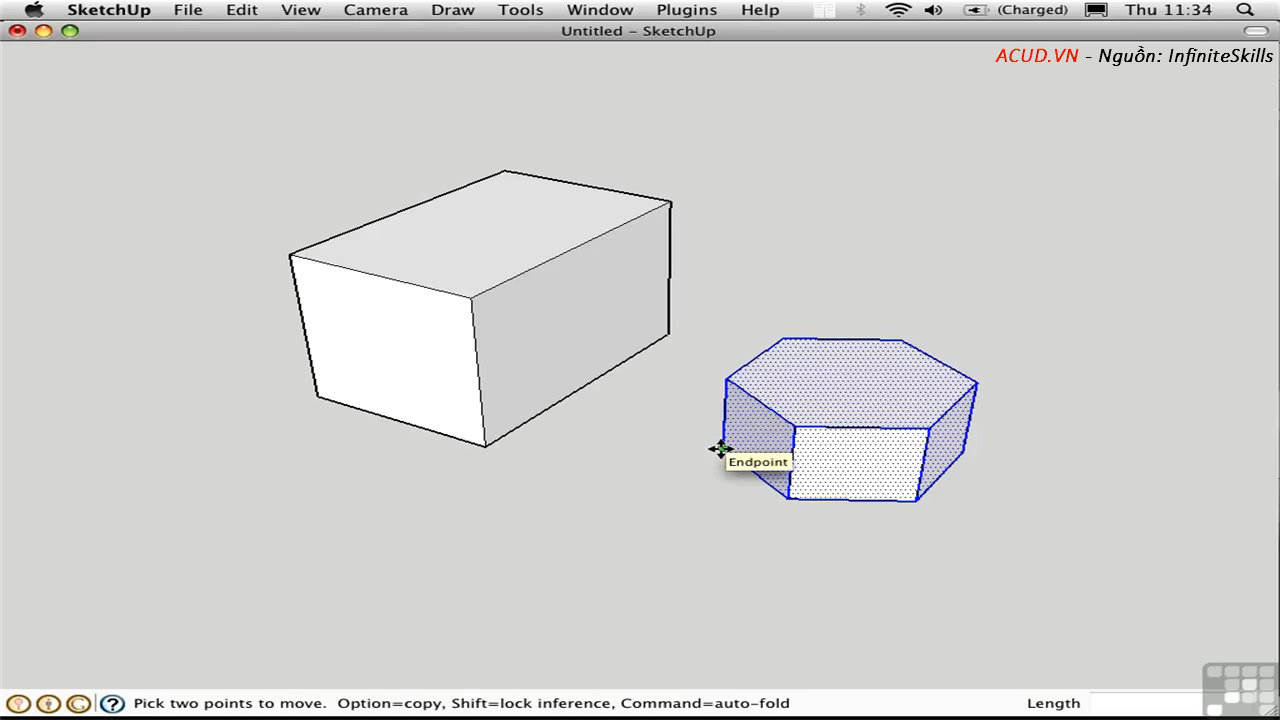 SketchUp File Edit View Camera Draw Tools Window Plugins Help (Charged) Thu 11:34
Untitled - SketchUp
ACUD.VN - Nguồn: InfiniteSkills
Endpoint
Pick two points to move. Option=copy, Shift=lock inference, Command=auto-fold Length